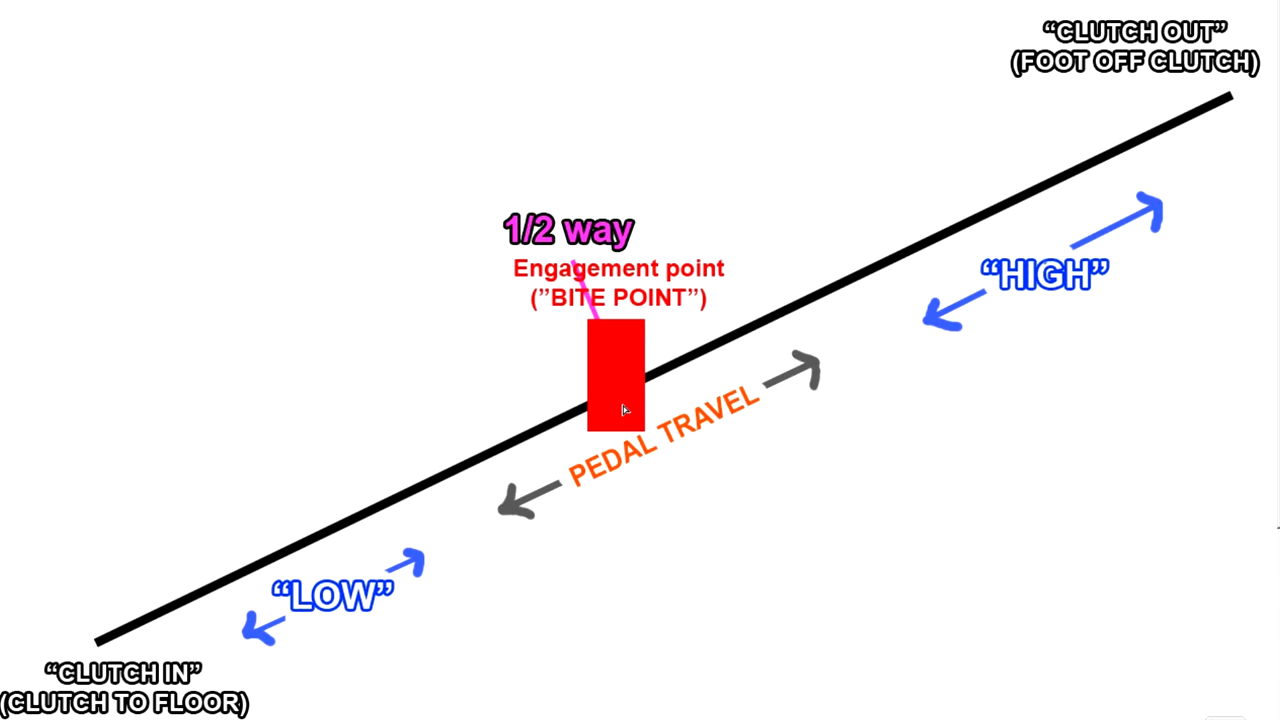 “CLUTCH OUT”
(FOOT OFF CLUTCH)
1/2 way
Engagement point
(”BITE POINT”)
“HIGH”
PEDAL TRAVEL
“LOW”
“CLUTCH IN”
(CLUTCH TO FLOOR)